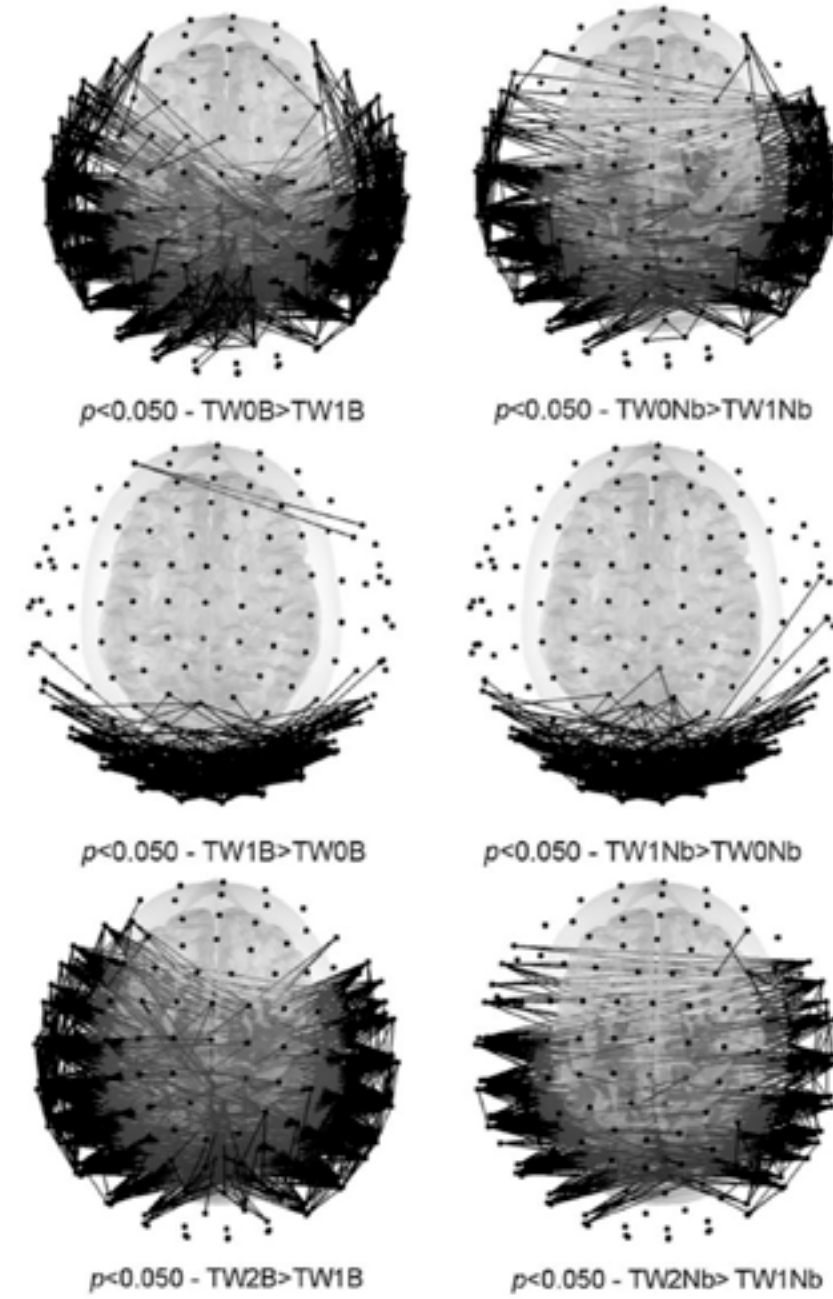 p<0.050 - TW0B>TW1B
p<0.050 - TW0Nb>TW1Nb
p<0.050 - TW1B>TW0B
p<0.050 - TW1Nb>TW0Nb
p<0.050 - TW2B>TW1B
p<0.050 - TW2Nb> TW1Nb